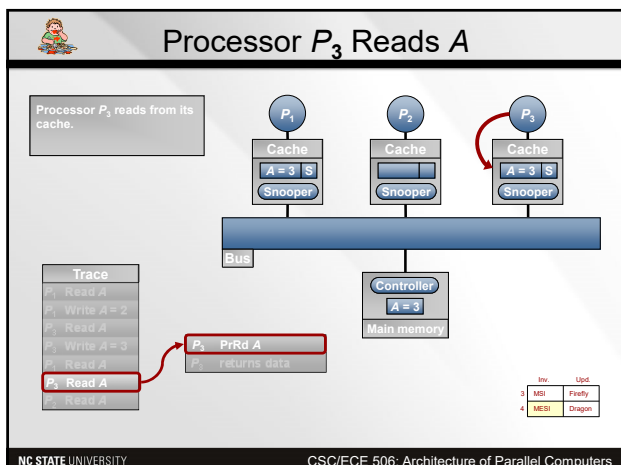 Processor P3 Reads A
Processor P3 reads from its
cache.
P1
P2
P3
Cache
Cache
Cache
A = 3 S
A = 3 S
Snooper
Snooper
Snooper
Bus
Controller
A = 3
Main memory
Trace
P1 Read A
P1 Write A = 2
P3 Read A
P3 Write A = 3
P1 Read A
P3 Read A
P2 Read A
P3 PrRd A
P3 returns data
Inv. Upd.
3 MSI Firefly
4 MESI Dragon
NC STATE UNIVERSITY
CSC/ECE 506: Architecture of Parallel Computers